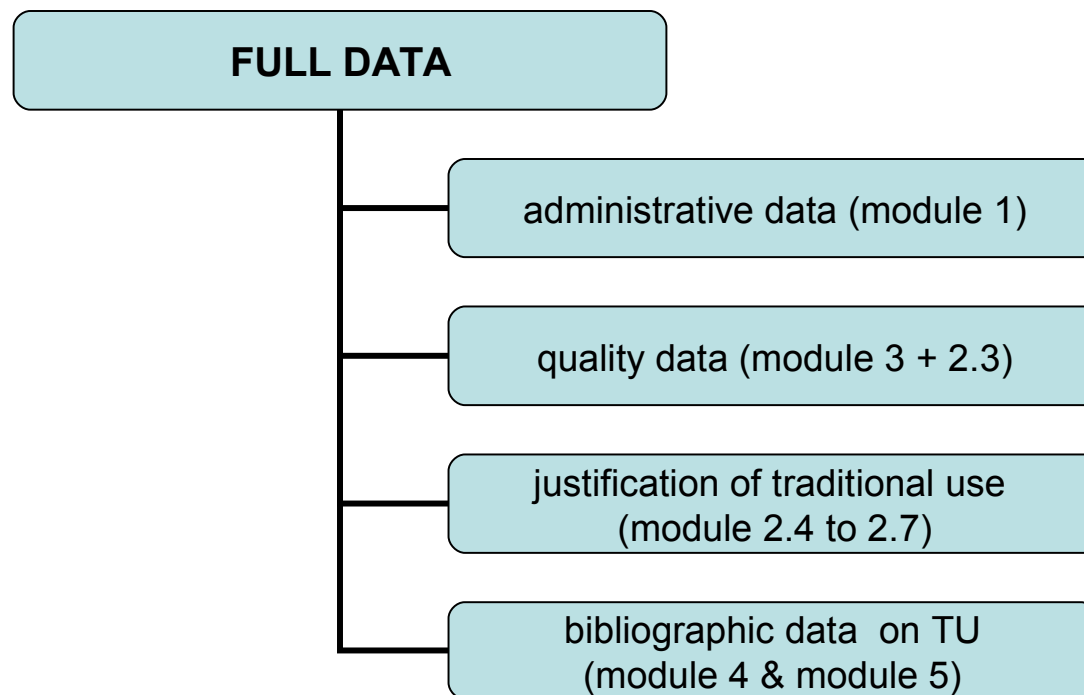 FULL DATA
administrative data (module 1)
quality data (module 3 + 2.3)
justification of traditional use
(module 2.4 to 2.7)
bibliographic data  on TU
(module 4 & module 5)